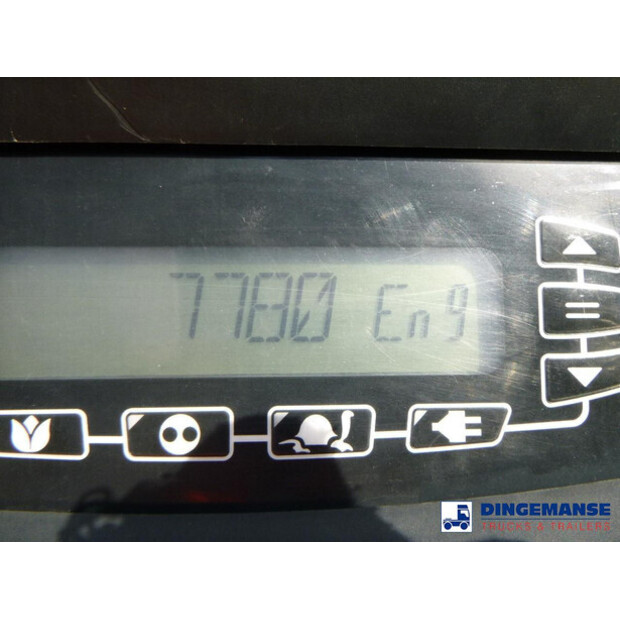 7780 Eng
DINGEMANSE
TRUCKS & TRAILERS